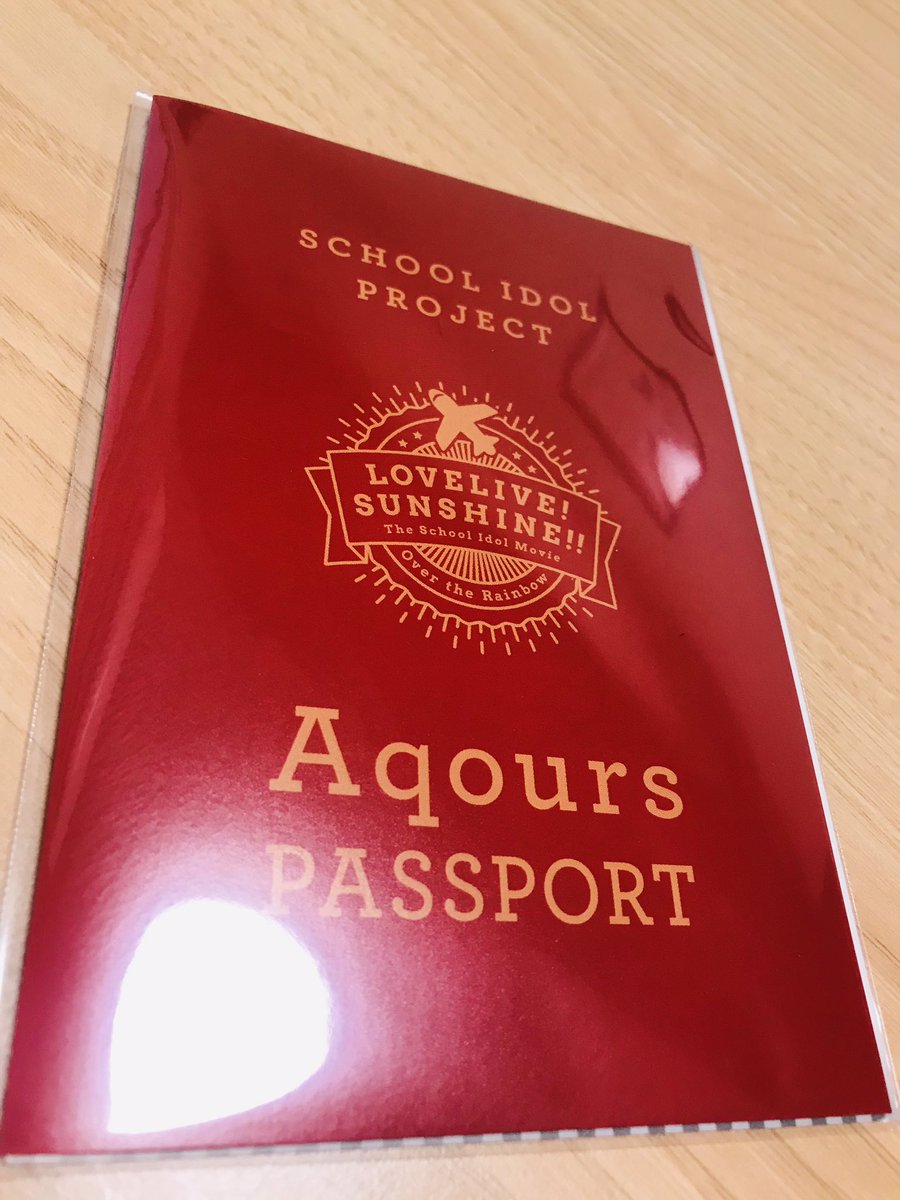 SCHOOL IDOL
PROJECT
LOVELIVE!
SUNSHINE!!
The School Idol Movie
Over the Rainbow
Aqours
PASSPORT